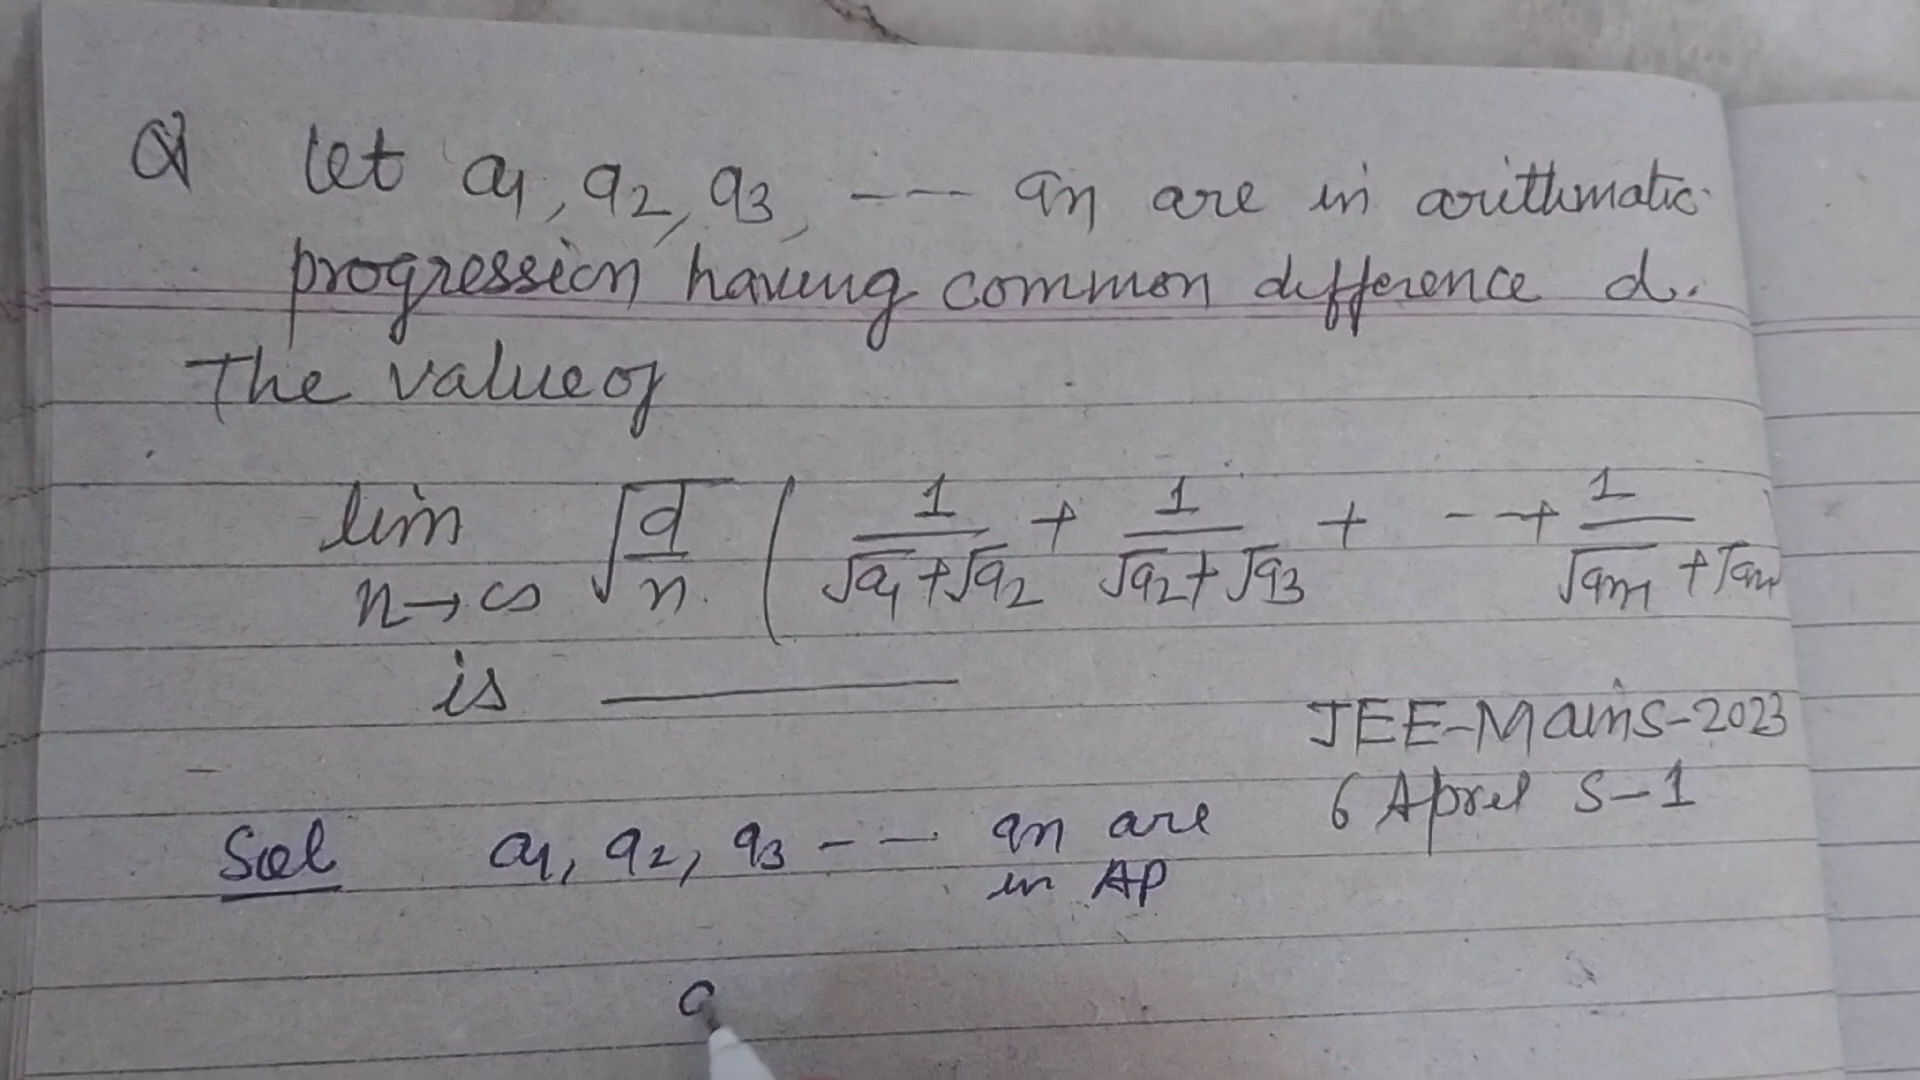 Q Let a1, a2, a3, --- an are in arithmatic
progression having common difference d.
The value of
lim n→∞ √(d/n) ( 1/(√a1+√a2) + 1/(√a2+√a3) + --+ 1/(√an-1 + √an
is ______
JEE-Mains-2023
6 April S-1
Sol a1, a2, a3 --- an are
in AP
a